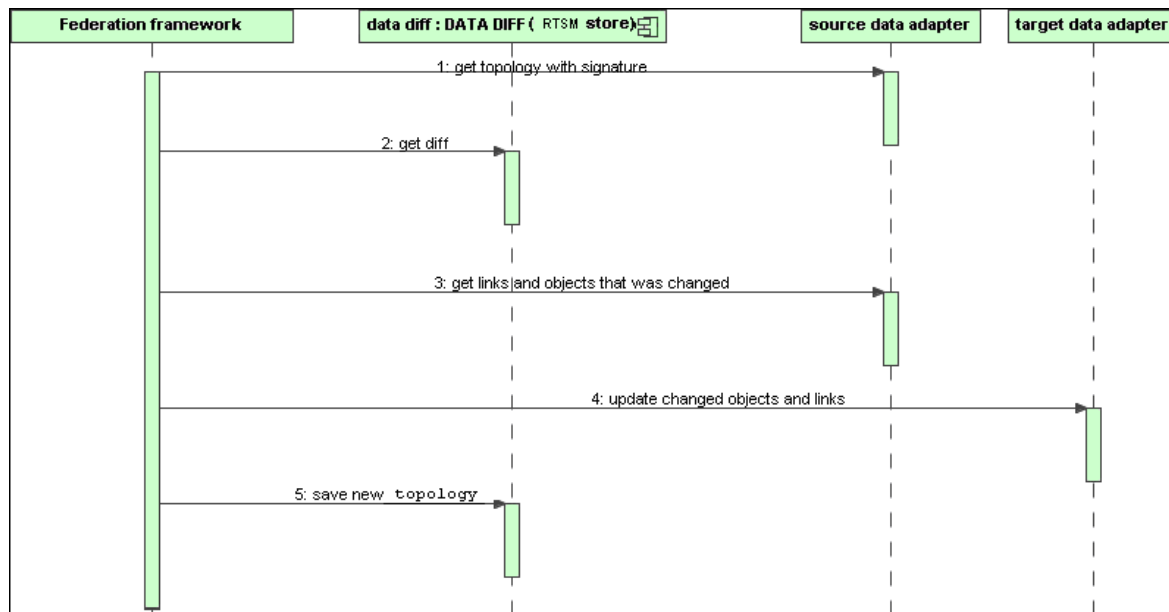 Federation framework
data diff : DATA DIFF( RTSM store)
source data adapter
target data adapter
1: get topology with signature
2: get diff
3: get links and objects that was changed
4: update changed objects and links
5: save new topology